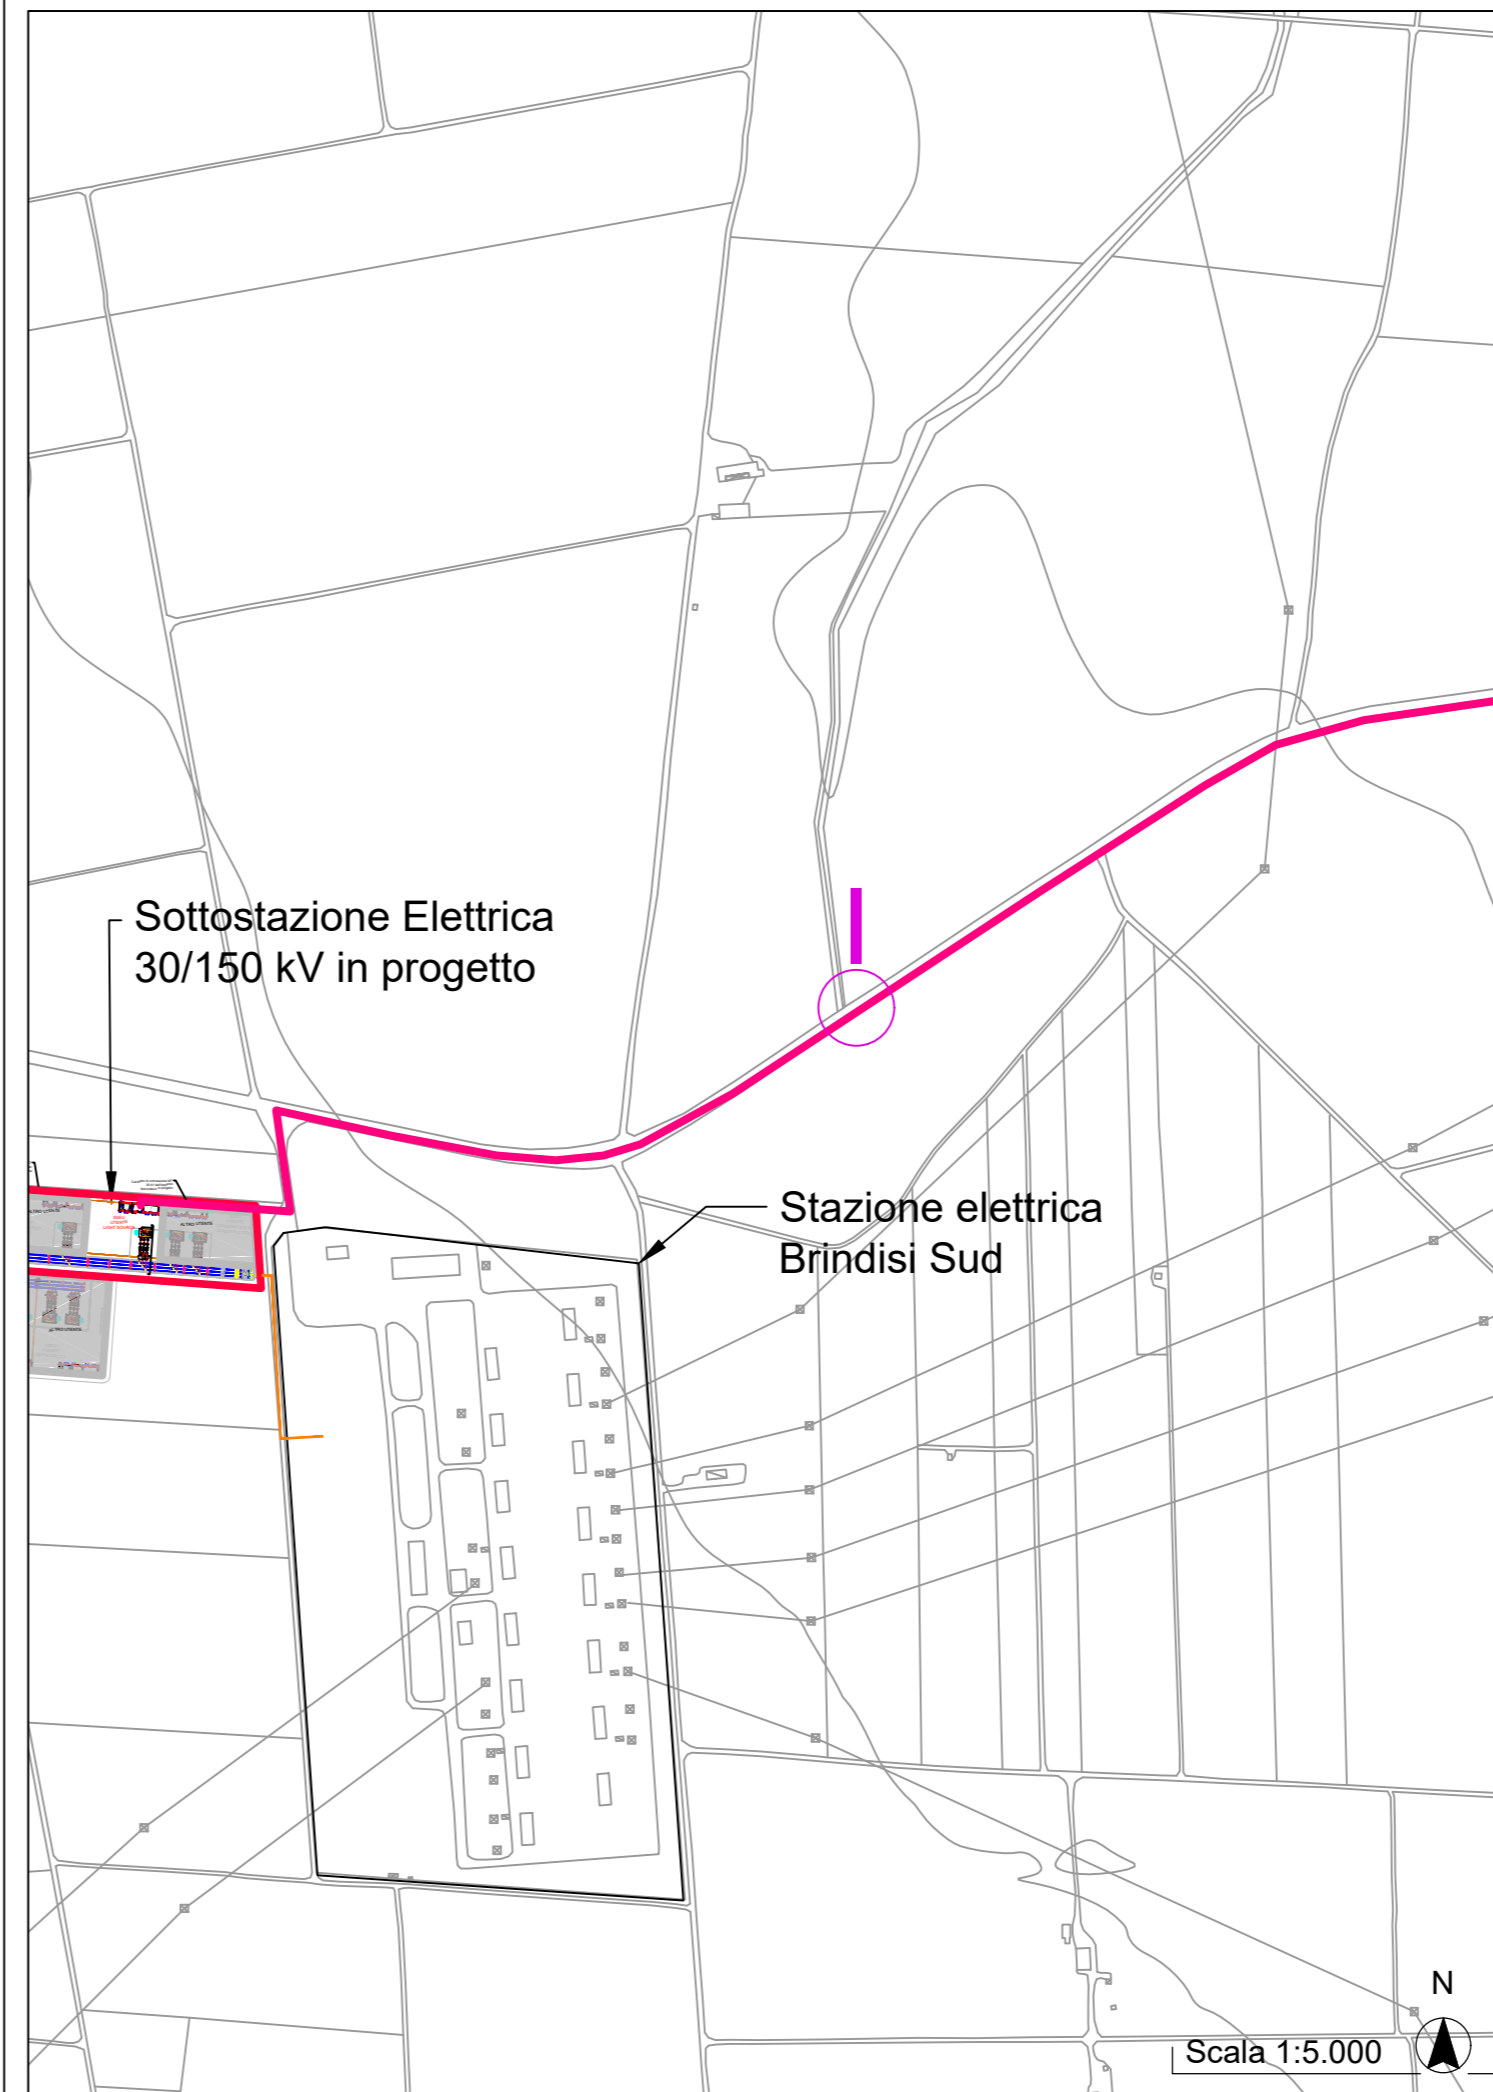 Sottostazione Elettrica
30/150 kV in progetto
I
Stazione elettrica
Brindisi Sud
N
Scala 1:5.000